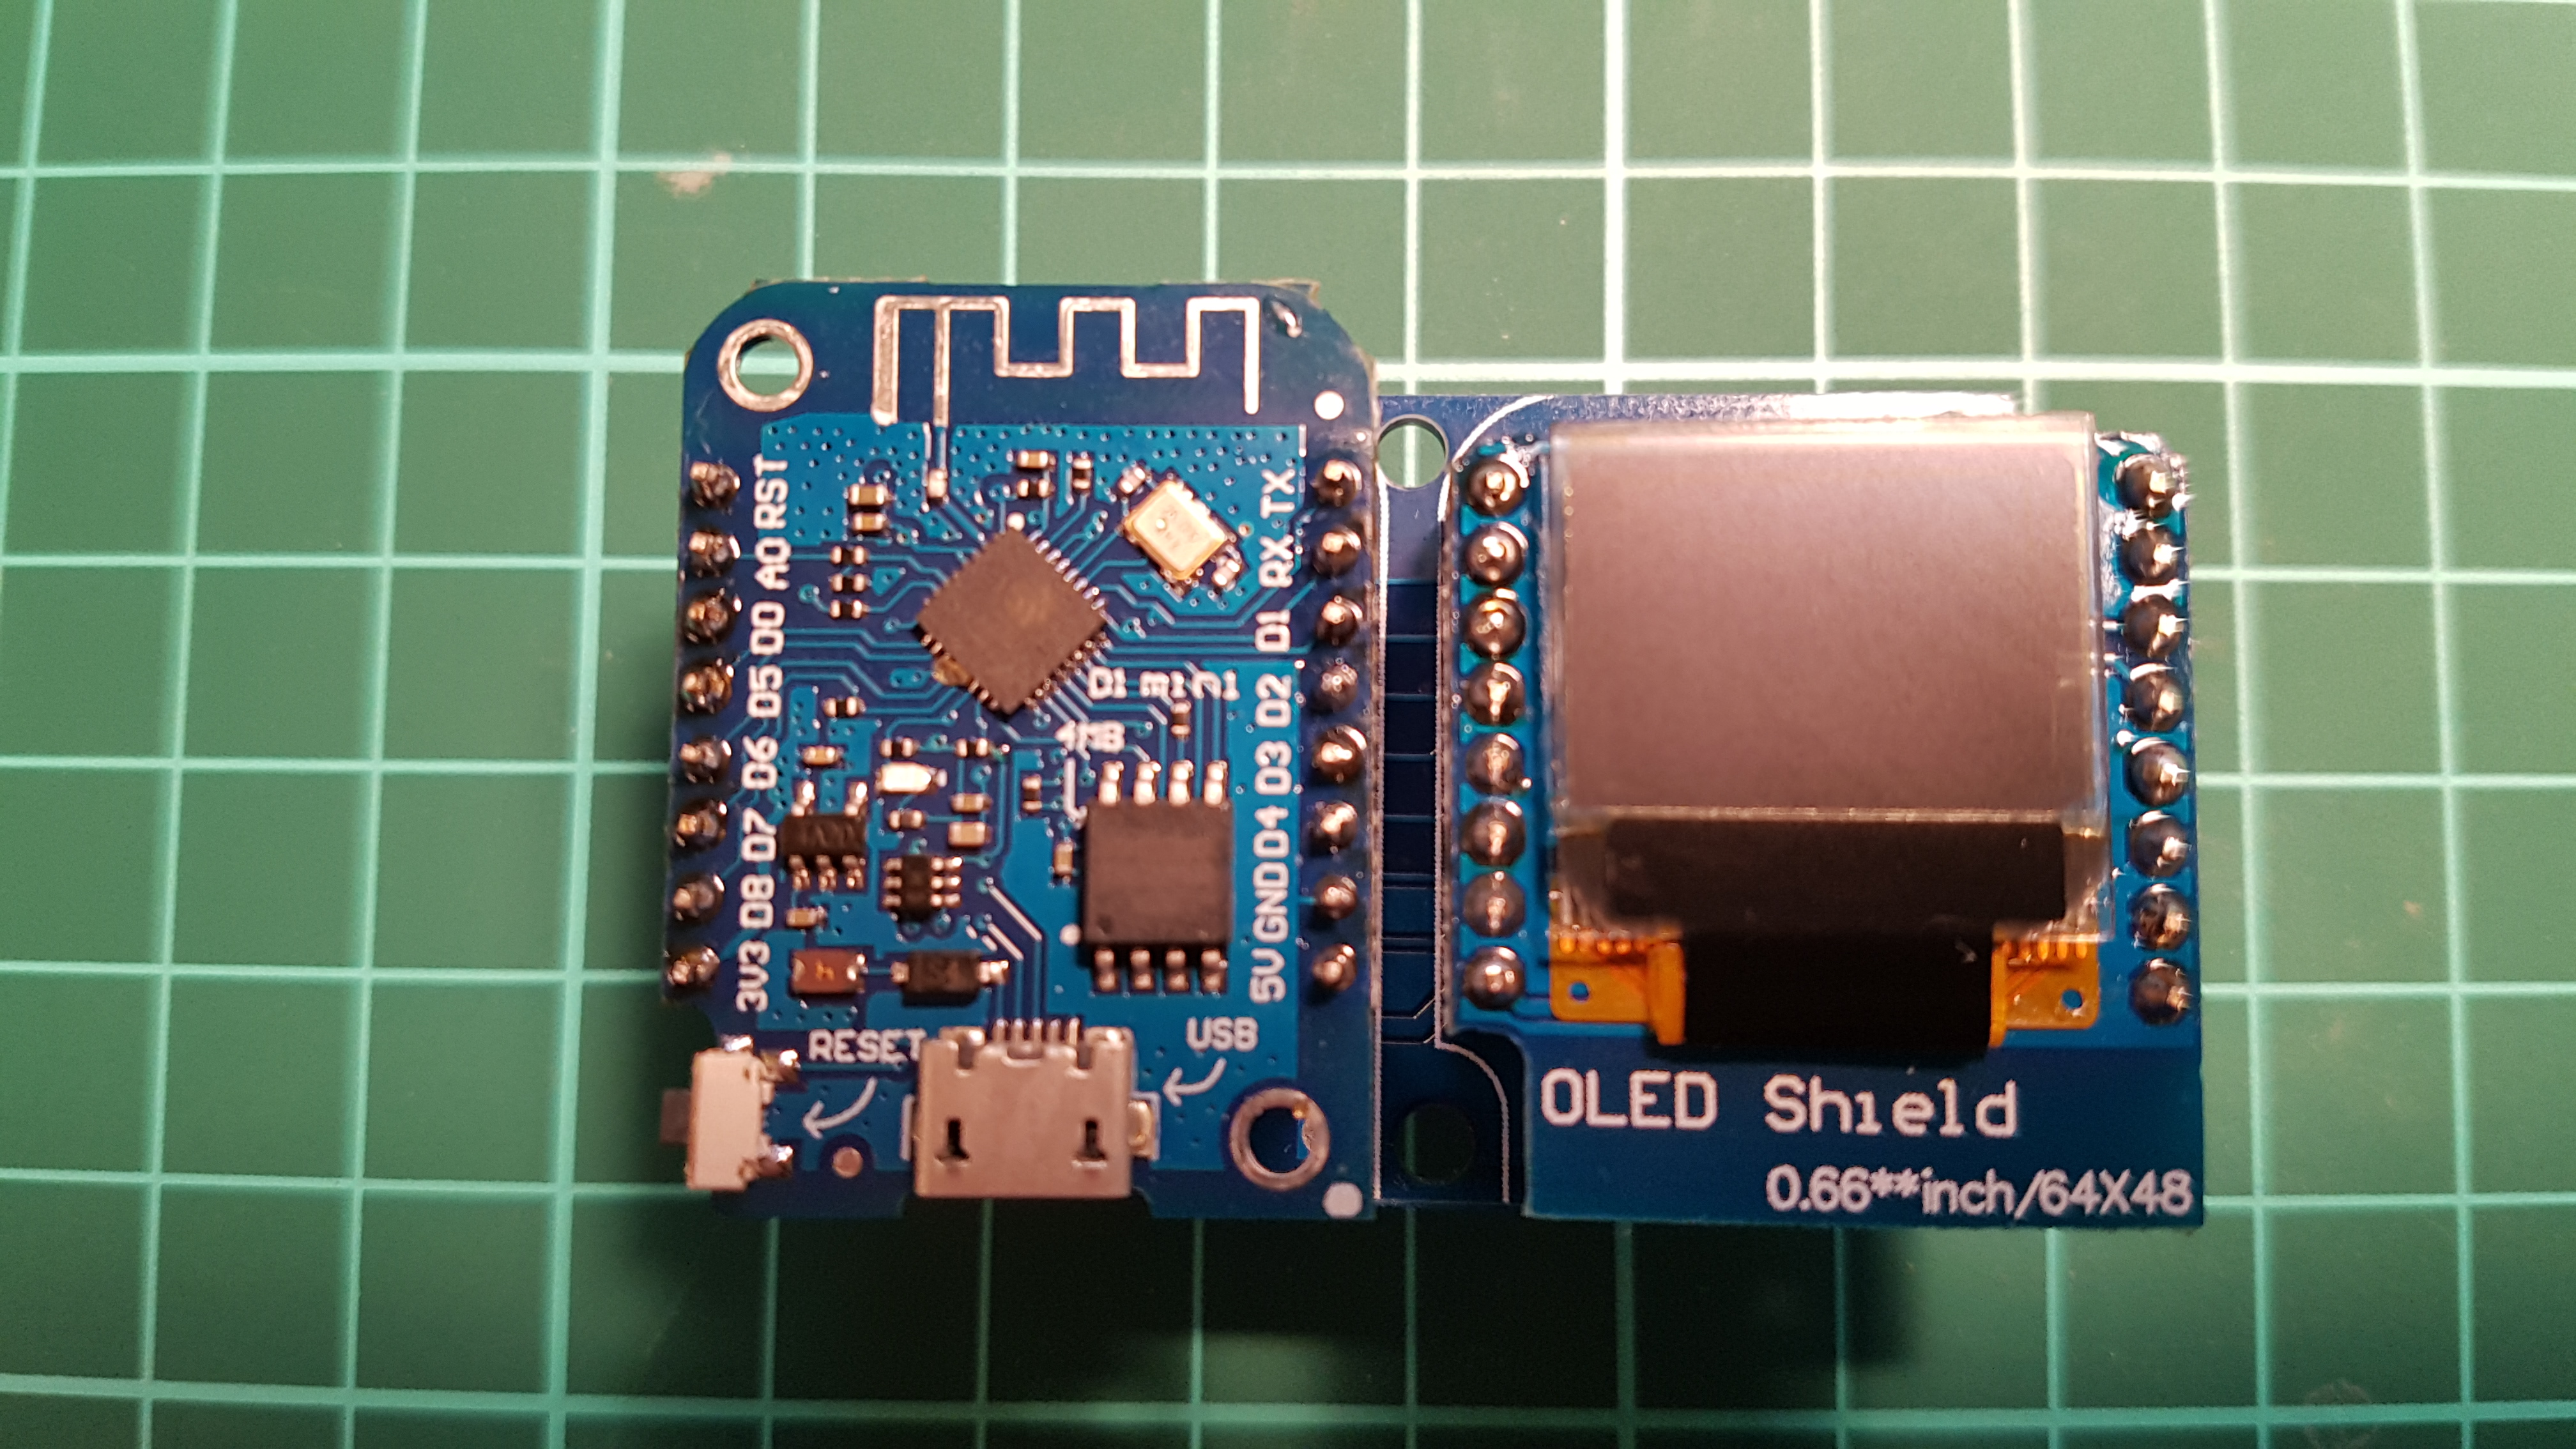 RST
A0
D0
D5
D6
D7
D8
3V3
TX
RX
D1
D2
D3
D4
GND
5V
D1 mini
4MB
RESET
USB
OLED Shield
0.66**inch/64X48